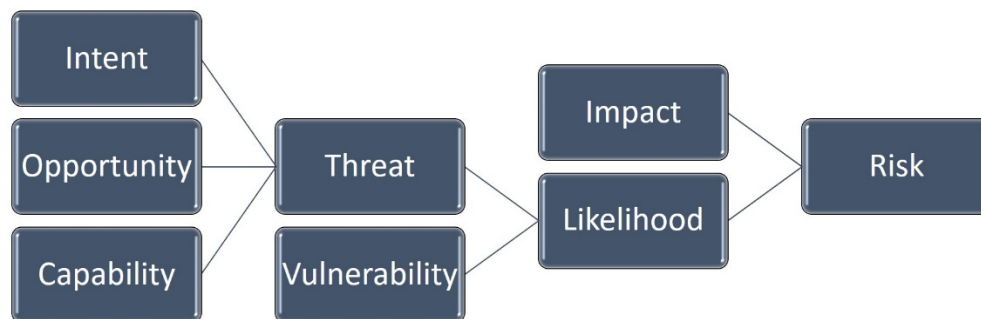 Intent
Opportunity
Capability
Threat
Vulnerability
Impact
Likelihood
Risk